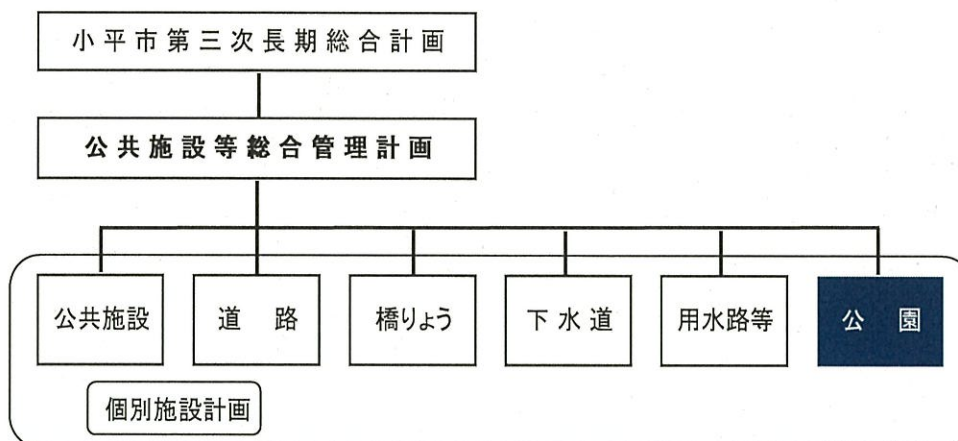 小平市第三次長期総合計画
公共施設等総合管理計画
公共施設
道路
橋りょう
下水道
用水路等
公園
個別施設計画